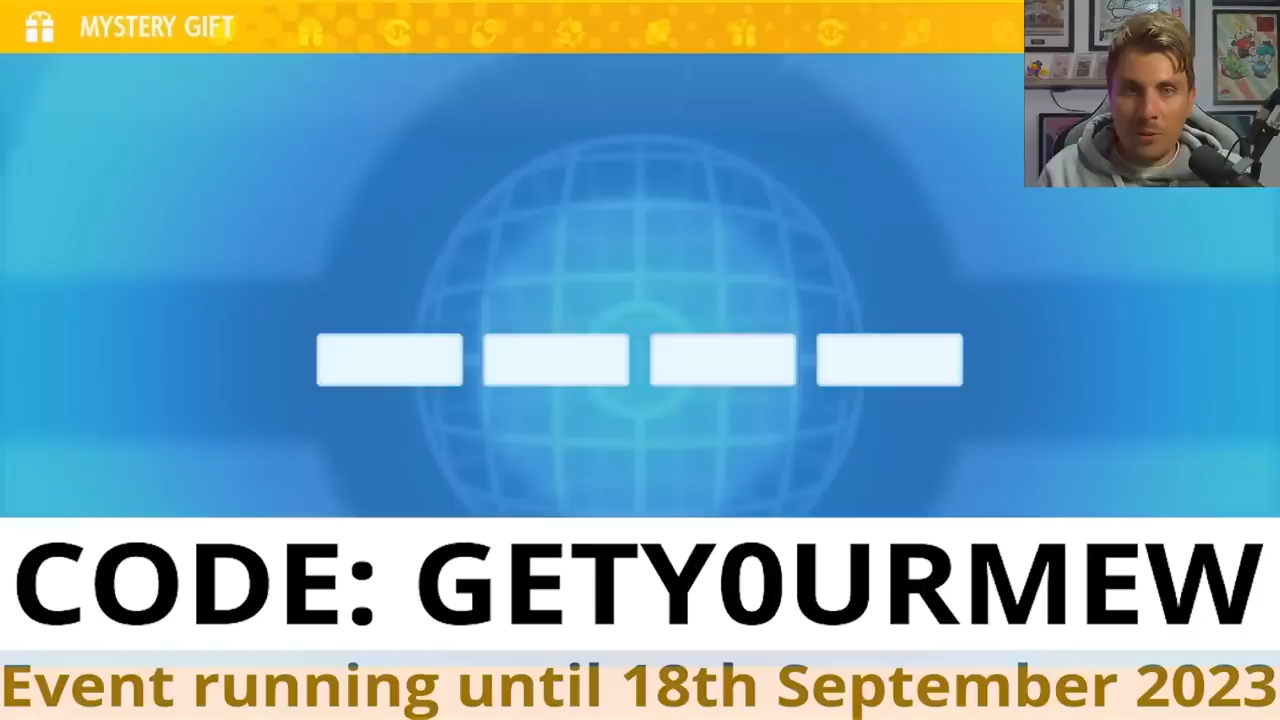 MYSTERY GIFT
CODE: GETY0URMEW
Event running until 18th September 2023